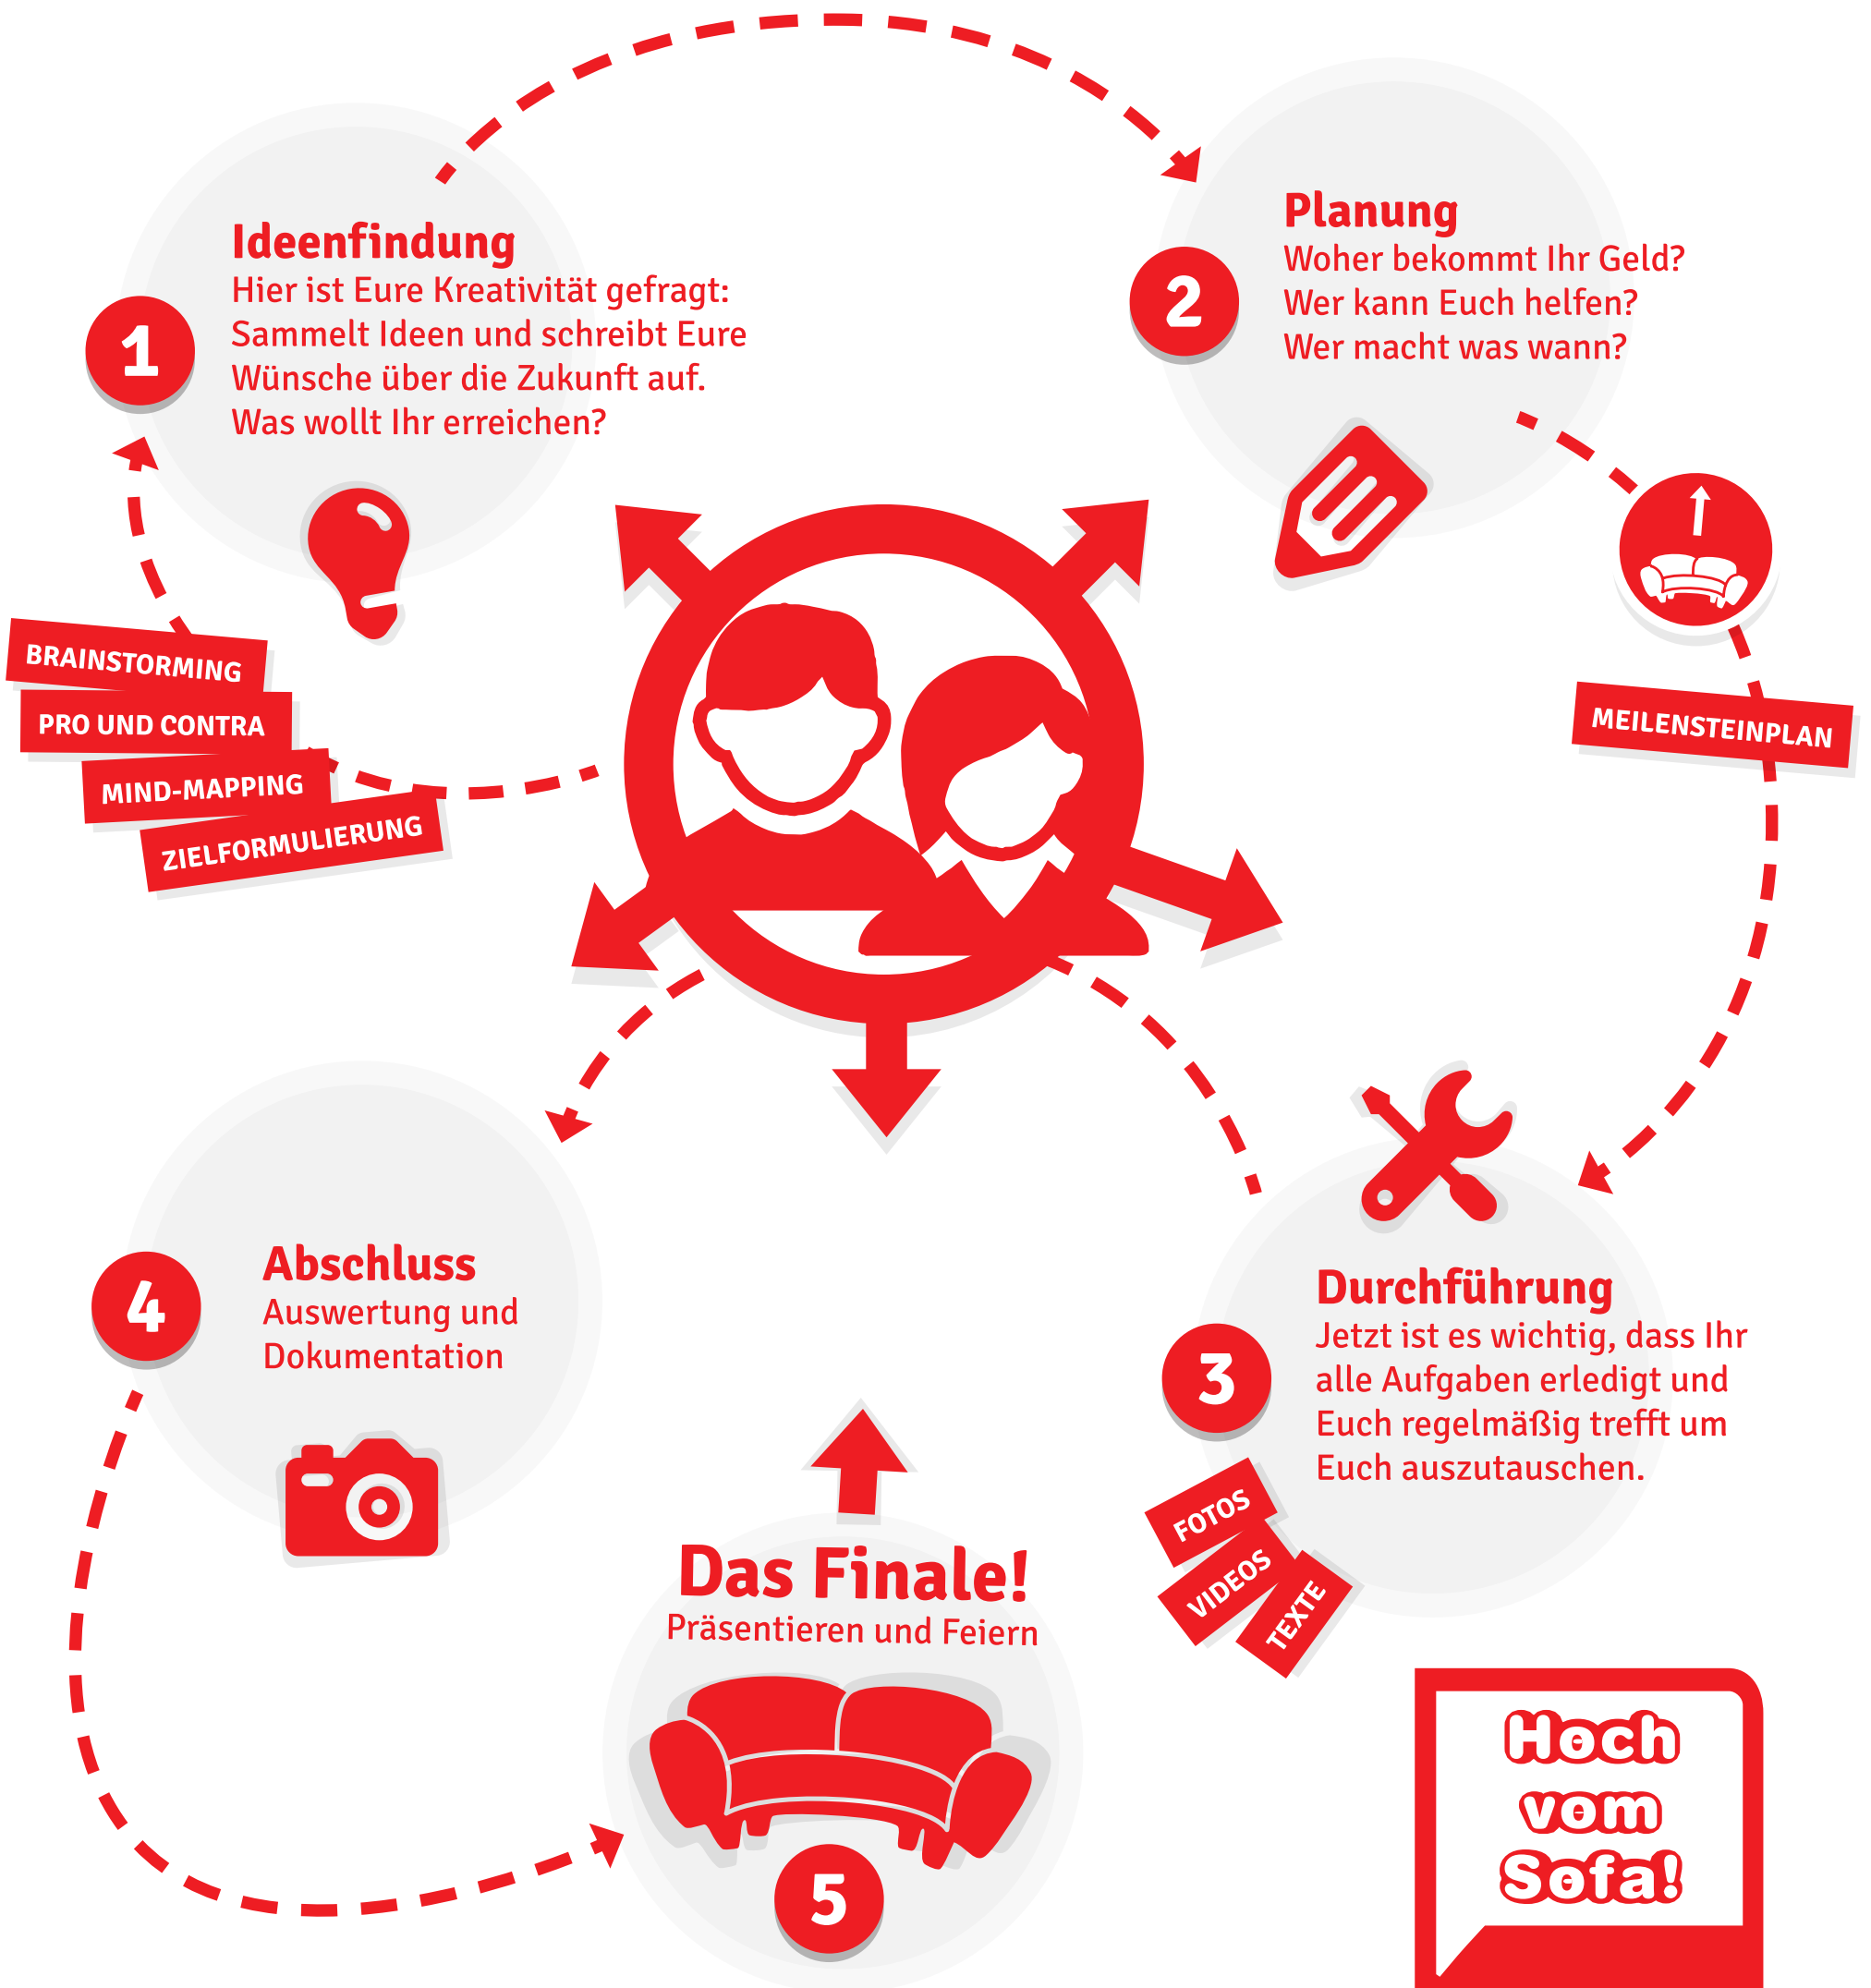 1
Ideenfindung
Hier ist Eure Kreativität gefragt:
Sammelt Ideen und schreibt Eure
Wünsche über die Zukunft auf.
Was wollt Ihr erreichen?
BRAINSTORMING
PRO UND CONTRA
MIND-MAPPING
ZIELFORMULIERUNG
2
Planung
Woher bekommt Ihr Geld?
Wer kann Euch helfen?
Wer macht was wann?
MEILENSTEINPLAN
3
Durchführung
Jetzt ist es wichtig, dass Ihr
alle Aufgaben erledigt und
Euch regelmäßig trefft um
Euch auszutauschen.
FOTOS
VIDEOS
TEXTE
4
Abschluss
Auswertung und
Dokumentation
Das Finale!
Präsentieren und Feiern
5
Hoch
vom
Sofa!